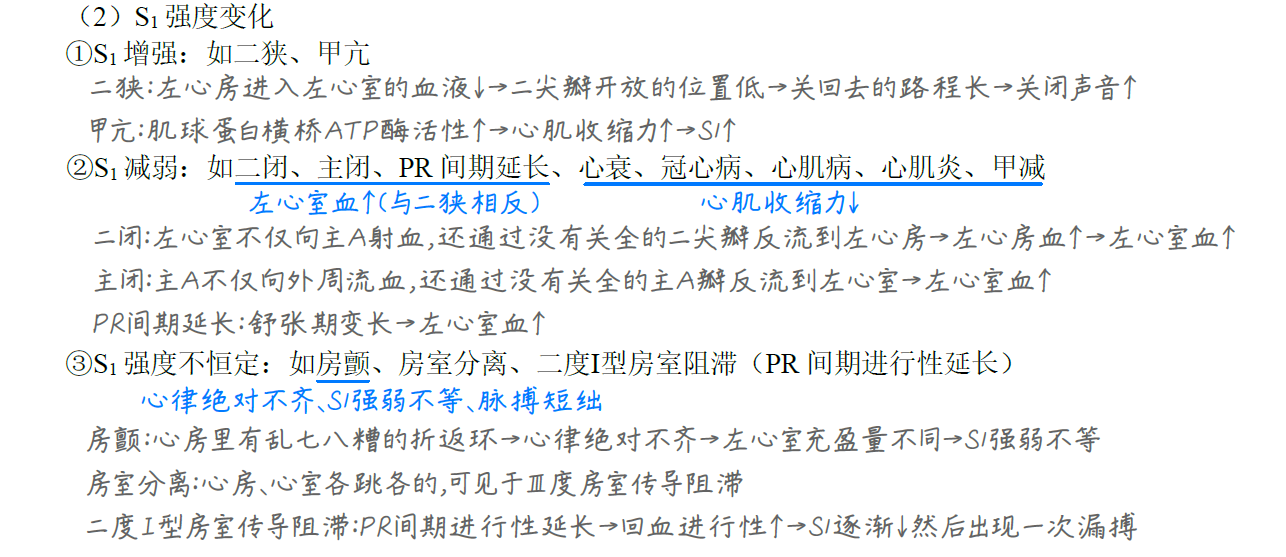 （2）S₁ 强度变化
①S₁ 增强：如二狭、甲亢
二狭:左心房进入左心室的血液↓→二尖瓣开放的位置低→关回去的路程长→关闭声音↑
甲亢:肌球蛋白横桥ATP酶活性↑→心肌收缩力↑→S1↑
②S₁ 减弱：如二闭、主闭、PR 间期延长、心衰、冠心病、心肌病、心肌炎、甲减
左心室血↑(与二狭相反) 心肌收缩力↓
二闭:左心室不仅向主A射血,还通过没有关全的二尖瓣反流到左心房→左心房血↑→左心室血↑
主闭:主A不仅向外周流血,还通过没有关全的主A瓣反流到左心室→左心室血↑
PR间期延长:舒张期变长→左心室血↑
③S₁ 强度不恒定：如房颤、房室分离、二度I型房室阻滞（PR 间期进行性延长）
心律绝对不齐、S1强弱不等、脉搏短绌
房颤:心房里有乱七八糟的折返环→心律绝对不齐→左心室充盈量不同→S1强弱不等
房室分离:心房、心室各跳各的,可见于Ⅲ度房室传导阻滞
二度I型房室传导阻滞:PR间期进行性延长→回血进行性↑→S1逐渐↓然后出现一次漏搏